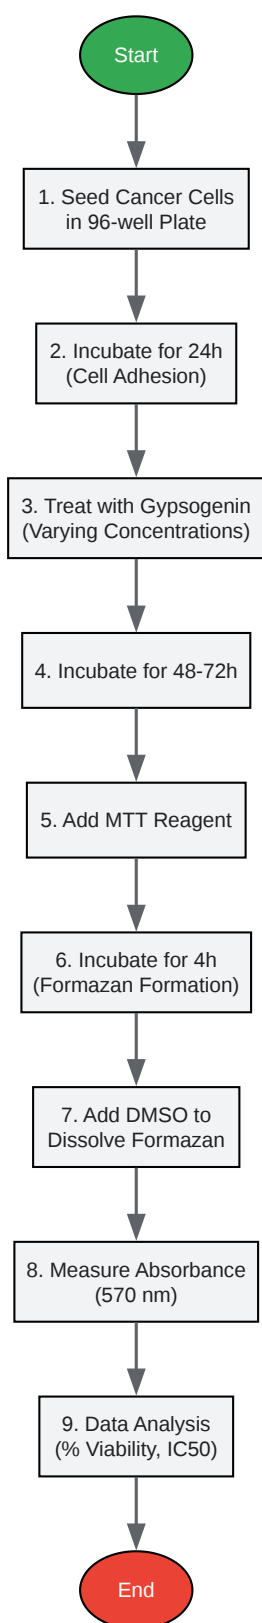 Start
1. Seed Cancer Cells
in 96-well Plate
2. Incubate for 24h
(Cell Adhesion)
3. Treat with Gypsogenin
(Varying Concentrations)
4. Incubate for 48-72h
5. Add MTT Reagent
6. Incubate for 4h
(Formazan Formation)
7. Add DMSO to
Dissolve Formazan
8. Measure Absorbance
(570 nm)
9. Data Analysis
(% Viability, IC50)
End